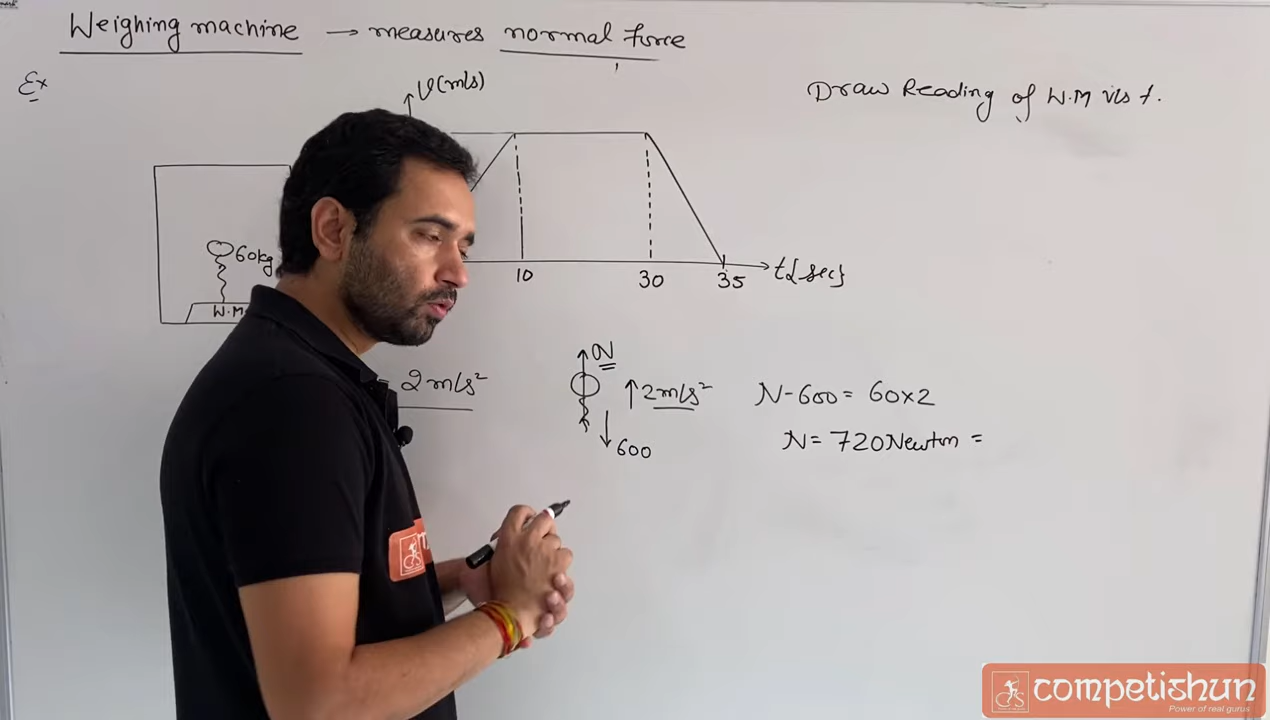 Weighing machine → measures normal force
Ex
v(m/s)
Draw Reading of W.M v/s t.
60kg
W.M
10
30
35
t{sec}
= 2m/s²
N
↑2m/s²
600
N-600 = 60×2
N = 720Newton =
competishun
Power of real gurus